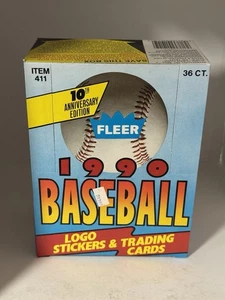 ITEM
411
36 CT.
10TH
ANNIVERSARY
EDITION
FLEER
1990
BASEBALL
LOGO
STICKERS & TRADING
CARDS